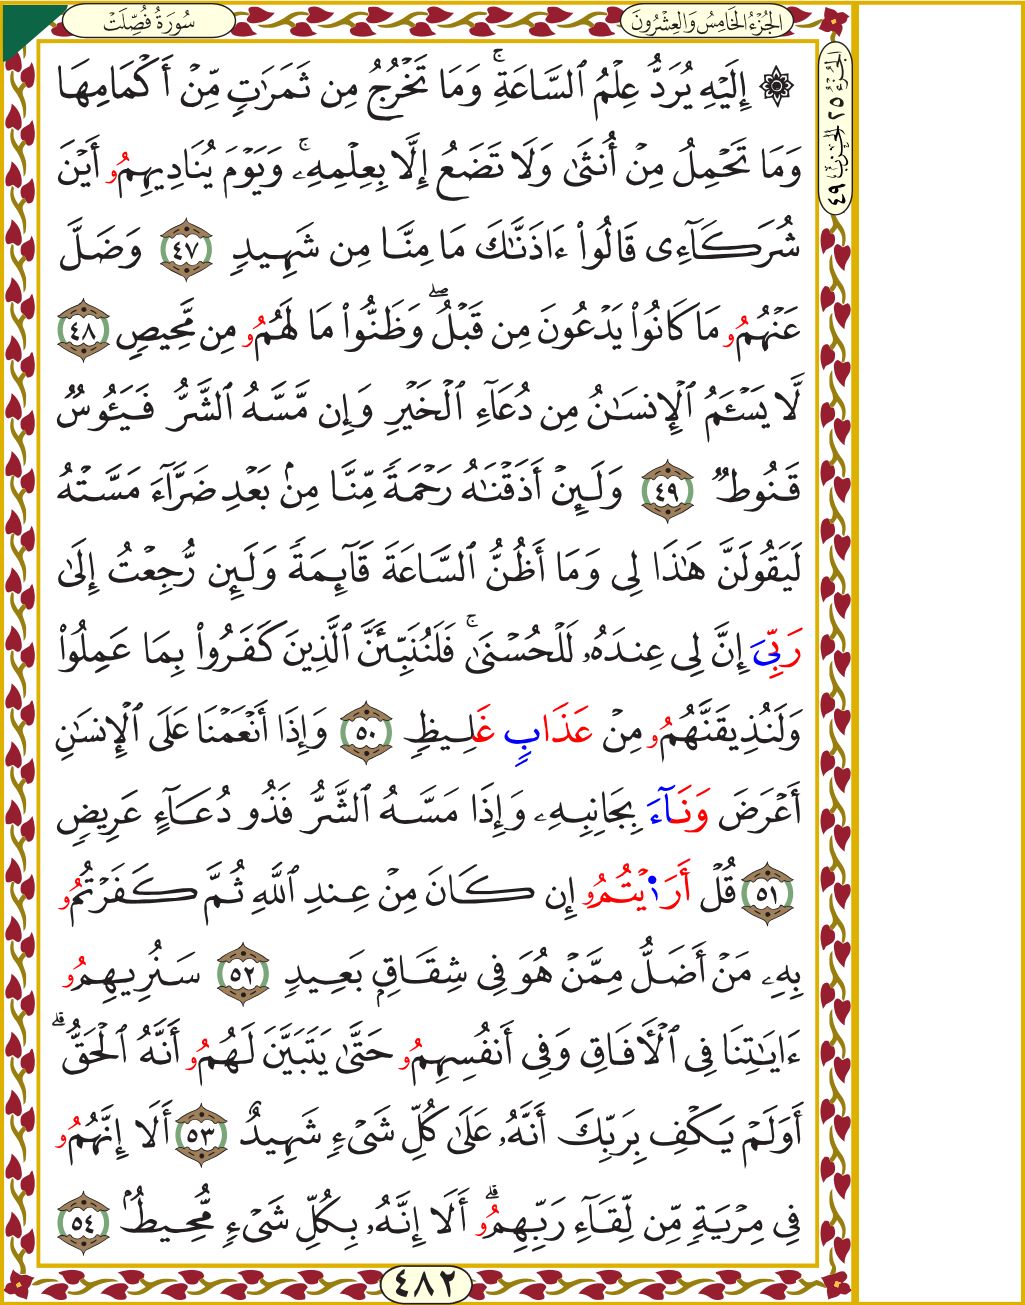 سُورَةُ فُصِّلَتْ
الجُزْءُ الخَامِسُ وَالعِشْرُونَ
الجزء ٢٥ الحزب ٤٩
۞ إِلَيْهِ يُرَدُّ عِلْمُ ٱلسَّاعَةِۚ وَمَا تَخْرُجُ مِن ثَمَرَٰتٖ مِّنْ أَكْمَامِهَا
وَمَا تَحْمِلُ مِنْ أُنثَىٰ وَلَا تَضَعُ إِلَّا بِعِلْمِهِۦۚ وَيَوْمَ يُنَادِيهِمُۥ أَيْنَ
شُرَكَآءِى قَالُوٓاْ ءَاذَنَّٰكَ مَا مِنَّا مِن شَهِيدٖ ٤٧ وَضَلَّ
عَنْهُمُۥ مَا كَانُواْ يَدْعُونَ مِن قَبْلُۖ وَظَنُّواْ مَا لَهُمُۥ مِن مَّحِيصٖ ٤٨
لَّا يَسْـَٔمُ ٱلْإِنسَٰنُ مِن دُعَآءِ ٱلْخَيْرِ وَإِن مَّسَّهُ ٱلشَّرُّ فَيَـُٔوسٞ
قَنُوطٞ ٤٩ وَلَئِنْ أَذَقْنَٰهُ رَحْمَةٗ مِّنَّا مِنۢ بَعْدِ ضَرَّآءَ مَسَّتْهُ
لَيَقُولَنَّ هَٰذَا لِى وَمَا أَظُنُّ ٱلسَّاعَةَ قَآئِمَةٗ وَلَئِن رُّجِعْتُ إِلَىٰ
رَبِّىَ إِنَّ لِى عِندَهُۥ لَلْحُسْنَىٰۚ فَلَنُنَبِّئَنَّ ٱلَّذِينَ كَفَرُواْ بِمَا عَمِلُواْ
وَلَنُذِيقَنَّهُمُۥ مِنْ عَذَابٍ غَلِيظٖ ٥٠ وَإِذَا أَنْعَمْنَا عَلَى ٱلْإِنسَٰنِ
أَعْرَضَ وَنَـَٔا بِجَانِبِهِۦ وَإِذَا مَسَّهُ ٱلشَّرُّ فَذُو دُعَآءٍ عَرِيضٖ
٥١ قُلْ أَرَٰيْتُمُۥ إِن كَانَ مِنْ عِندِ ٱللَّهِ ثُمَّ كَفَرْتُمُۥ
بِهِۦ مَنْ أَضَلُّ مِمَّنْ هُوَ فِى شِقَاقٍۭ بَعِيدٖ ٥٢ سَنُرِيهِمُۥ
ءَايَٰتِنَا فِى ٱلْأٓفَاقِ وَفِى أَنفُسِهِمُۥ حَتَّىٰ يَتَبَيَّنَ لَهُمُۥ أَنَّهُ ٱلْحَقُّۗ
أَوَلَمْ يَكْفِ بِرَبِّكَ أَنَّهُۥ عَلَىٰ كُلِّ شَىْءٖ شَهِيدٌ ٥٣ أَلَا إِنَّهُمُۥ
فِى مِرْيَةٖ مِّن لِّقَآءِ رَبِّهِمُۥۗ أَلَا إِنَّهُۥ بِكُلِّ شَىْءٖ مُّحِيطُۢ ٥٤
٤٨٢